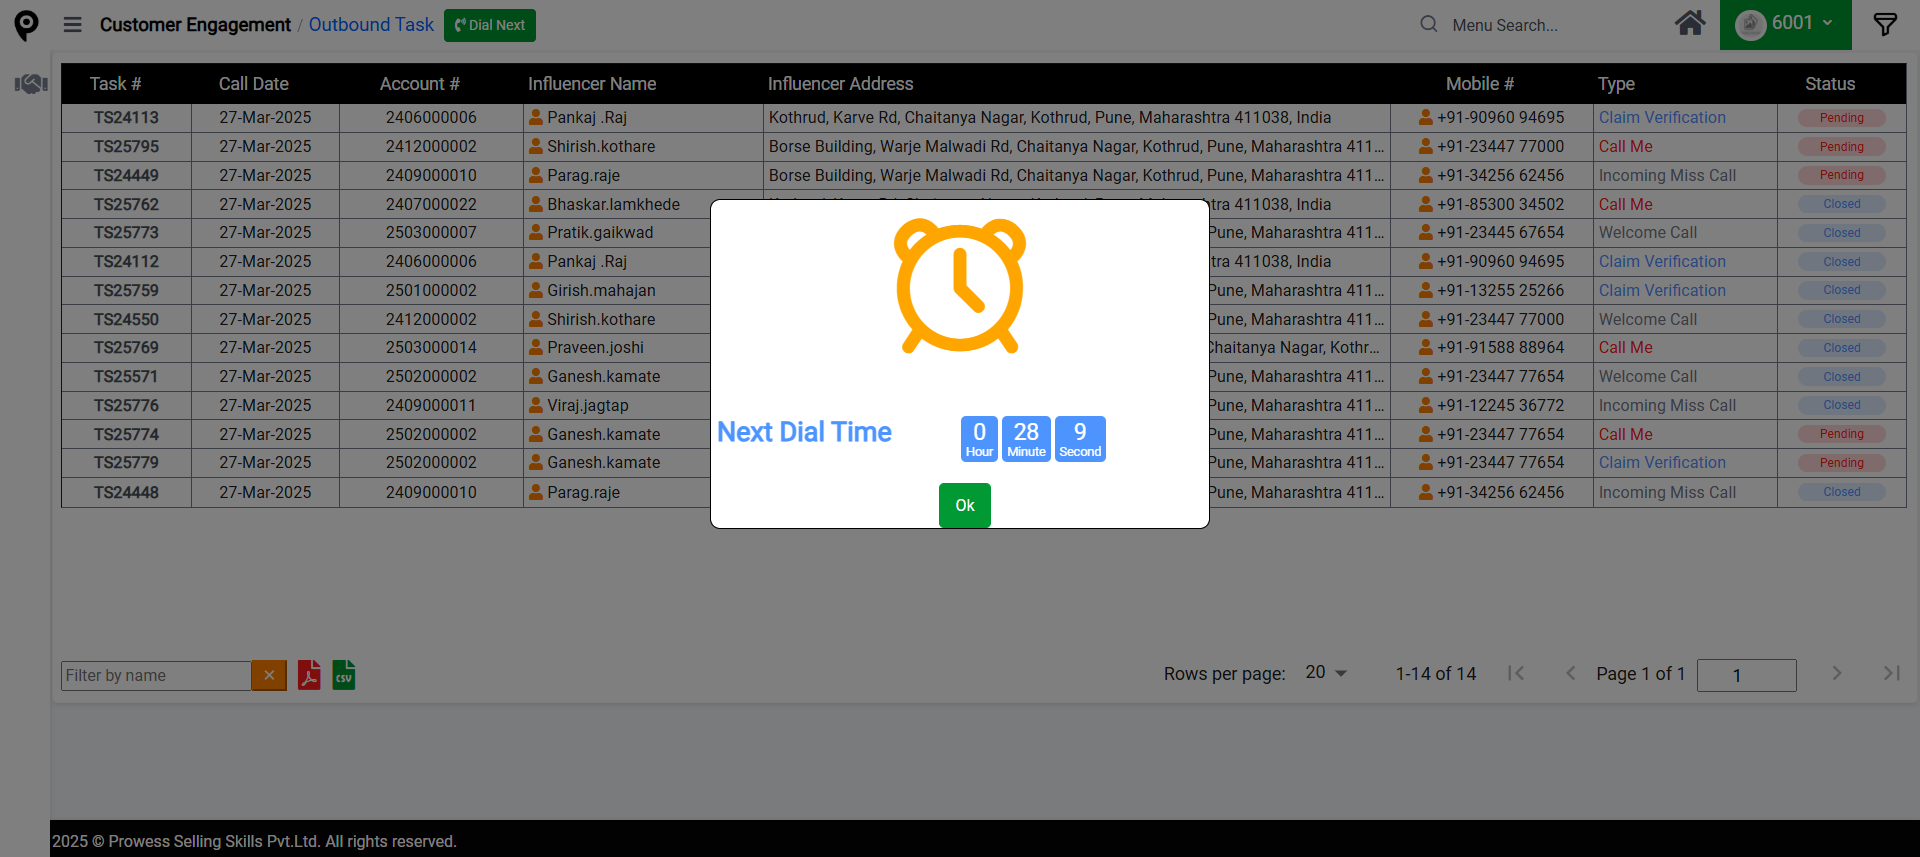 Customer Engagement / Outbound Task Dial Next Menu Search... 6001
Task # Call Date Account # Influencer Name Influencer Address Mobile # Type Status
TS24113 27-Mar-2025 2406000006 Pankaj .Raj Kothrud, Karve Rd, Chaitanya Nagar, Kothrud, Pune, Maharashtra 411038, India +91-90960 94695 Claim Verification Pending
TS25795 27-Mar-2025 2412000002 Shirish.kothare Borse Building, Warje Malwadi Rd, Chaitanya Nagar, Kothrud, Pune, Maharashtra 411... +91-23447 77000 Call Me Pending
TS24449 27-Mar-2025 2409000010 Parag.raje Borse Building, Warje Malwadi Rd, Chaitanya Nagar, Kothrud, Pune, Maharashtra 411... +91-34256 62456 Incoming Miss Call Pending
TS25762 27-Mar-2025 2407000022 Bhaskar.lamkhede tra 411038, India +91-85300 34502 Call Me Closed
TS25773 27-Mar-2025 2503000007 Pratik.gaikwad Pune, Maharashtra 411... +91-23445 67654 Welcome Call Closed
TS24112 27-Mar-2025 2406000006 Pankaj .Raj tra 411038, India +91-90960 94695 Claim Verification Closed
TS25759 27-Mar-2025 2501000002 Girish.mahajan Pune, Maharashtra 411... +91-13255 25266 Claim Verification Closed
TS24550 27-Mar-2025 2412000002 Shirish.kothare Pune, Maharashtra 411... +91-23447 77000 Welcome Call Closed
TS25769 27-Mar-2025 2503000014 Praveen.joshi Chaitanya Nagar, Kothr... +91-91588 88964 Call Me Closed
TS25571 27-Mar-2025 2502000002 Ganesh.kamate Pune, Maharashtra 411... +91-23447 77654 Welcome Call Closed
TS25776 27-Mar-2025 2409000011 Viraj.jagtap Pune, Maharashtra 411... +91-12245 36772 Incoming Miss Call Closed
TS25774 27-Mar-2025 2502000002 Ganesh.kamate Pune, Maharashtra 411... +91-23447 77654 Call Me Pending
TS25779 27-Mar-2025 2502000002 Ganesh.kamate Pune, Maharashtra 411... +91-23447 77654 Claim Verification Pending
TS24448 27-Mar-2025 2409000010 Parag.raje Pune, Maharashtra 411... +91-34256 62456 Incoming Miss Call Closed
Next Dial Time 0 28 9
Hour Minute Second
Ok
Filter by name CSV Rows per page: 20 1-14 of 14 Page 1 of 1 1
2025 © Prowess Selling Skills Pvt.Ltd. All rights reserved.